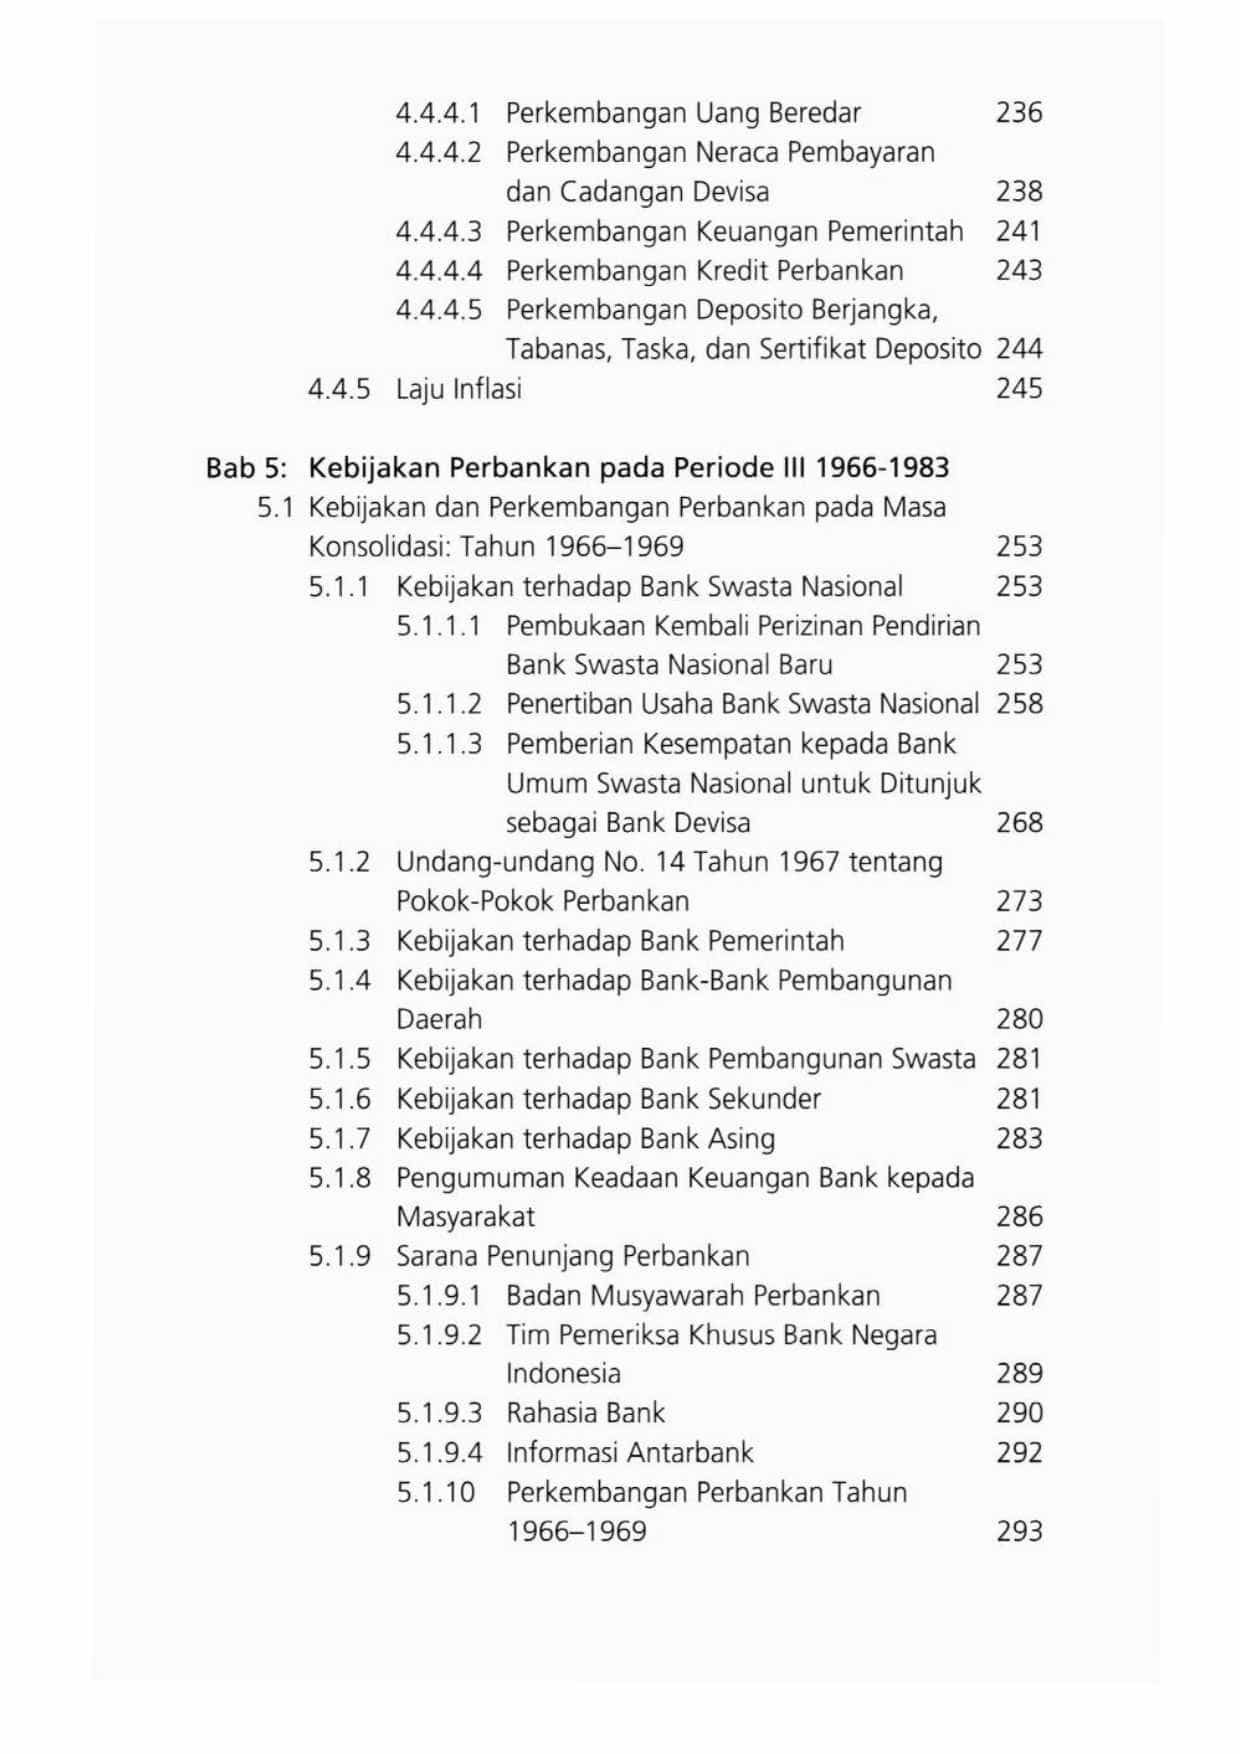 4.4.4.1 Perkembangan Uang Beredar 236
4.4.4.2 Perkembangan Neraca Pembayaran
dan Cadangan Devisa 238
4.4.4.3 Perkembangan Keuangan Pemerintah 241
4.4.4.4 Perkembangan Kredit Perbankan 243
4.4.4.5 Perkembangan Deposito Berjangka,
Tabanas, Taska, dan Sertifikat Deposito 244
4.4.5 Laju Inflasi 245
Bab 5: Kebijakan Perbankan pada Periode III 1966-1983
5.1 Kebijakan dan Perkembangan Perbankan pada Masa
Konsolidasi: Tahun 1966–1969 253
5.1.1 Kebijakan terhadap Bank Swasta Nasional 253
5.1.1.1 Pembukaan Kembali Perizinan Pendirian
Bank Swasta Nasional Baru 253
5.1.1.2 Penertiban Usaha Bank Swasta Nasional 258
5.1.1.3 Pemberian Kesempatan kepada Bank
Umum Swasta Nasional untuk Ditunjuk
sebagai Bank Devisa 268
5.1.2 Undang-undang No. 14 Tahun 1967 tentang
Pokok-Pokok Perbankan 273
5.1.3 Kebijakan terhadap Bank Pemerintah 277
5.1.4 Kebijakan terhadap Bank-Bank Pembangunan
Daerah 280
5.1.5 Kebijakan terhadap Bank Pembangunan Swasta 281
5.1.6 Kebijakan terhadap Bank Sekunder 281
5.1.7 Kebijakan terhadap Bank Asing 283
5.1.8 Pengumuman Keadaan Keuangan Bank kepada
Masyarakat 286
5.1.9 Sarana Penunjang Perbankan 287
5.1.9.1 Badan Musyawarah Perbankan 287
5.1.9.2 Tim Pemeriksa Khusus Bank Negara
Indonesia 289
5.1.9.3 Rahasia Bank 290
5.1.9.4 Informasi Antarbank 292
5.1.10 Perkembangan Perbankan Tahun
1966–1969 293